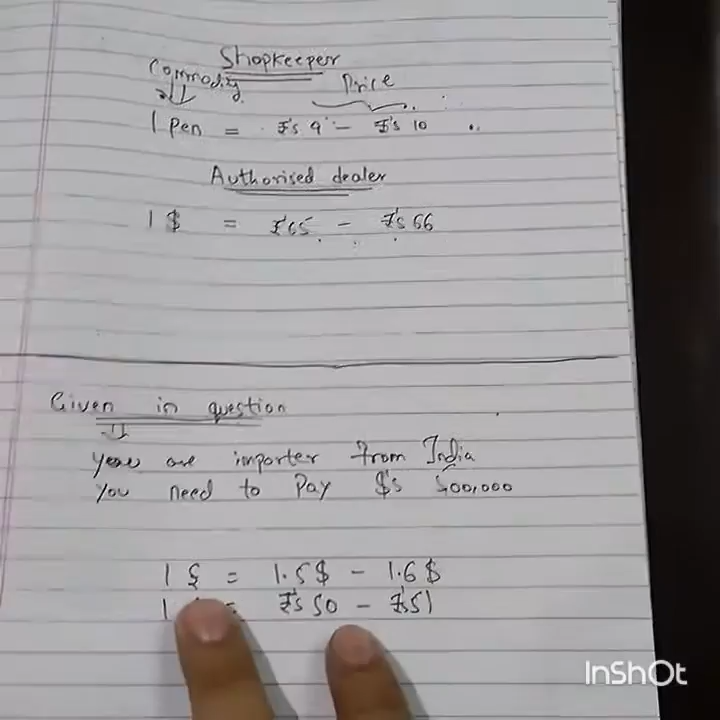 Shopkeeper
Commodity Price
1 Pen = ₹'s 9 - ₹'s 10
Authorised dealer
1 $ = ₹65 - ₹'s 66
Given in question
are importer from India
You need to Pay $'s 500,000
1 £ = 1.5$ - 1.6$
1 = ₹'s 50 - ₹'s 51
InShOt